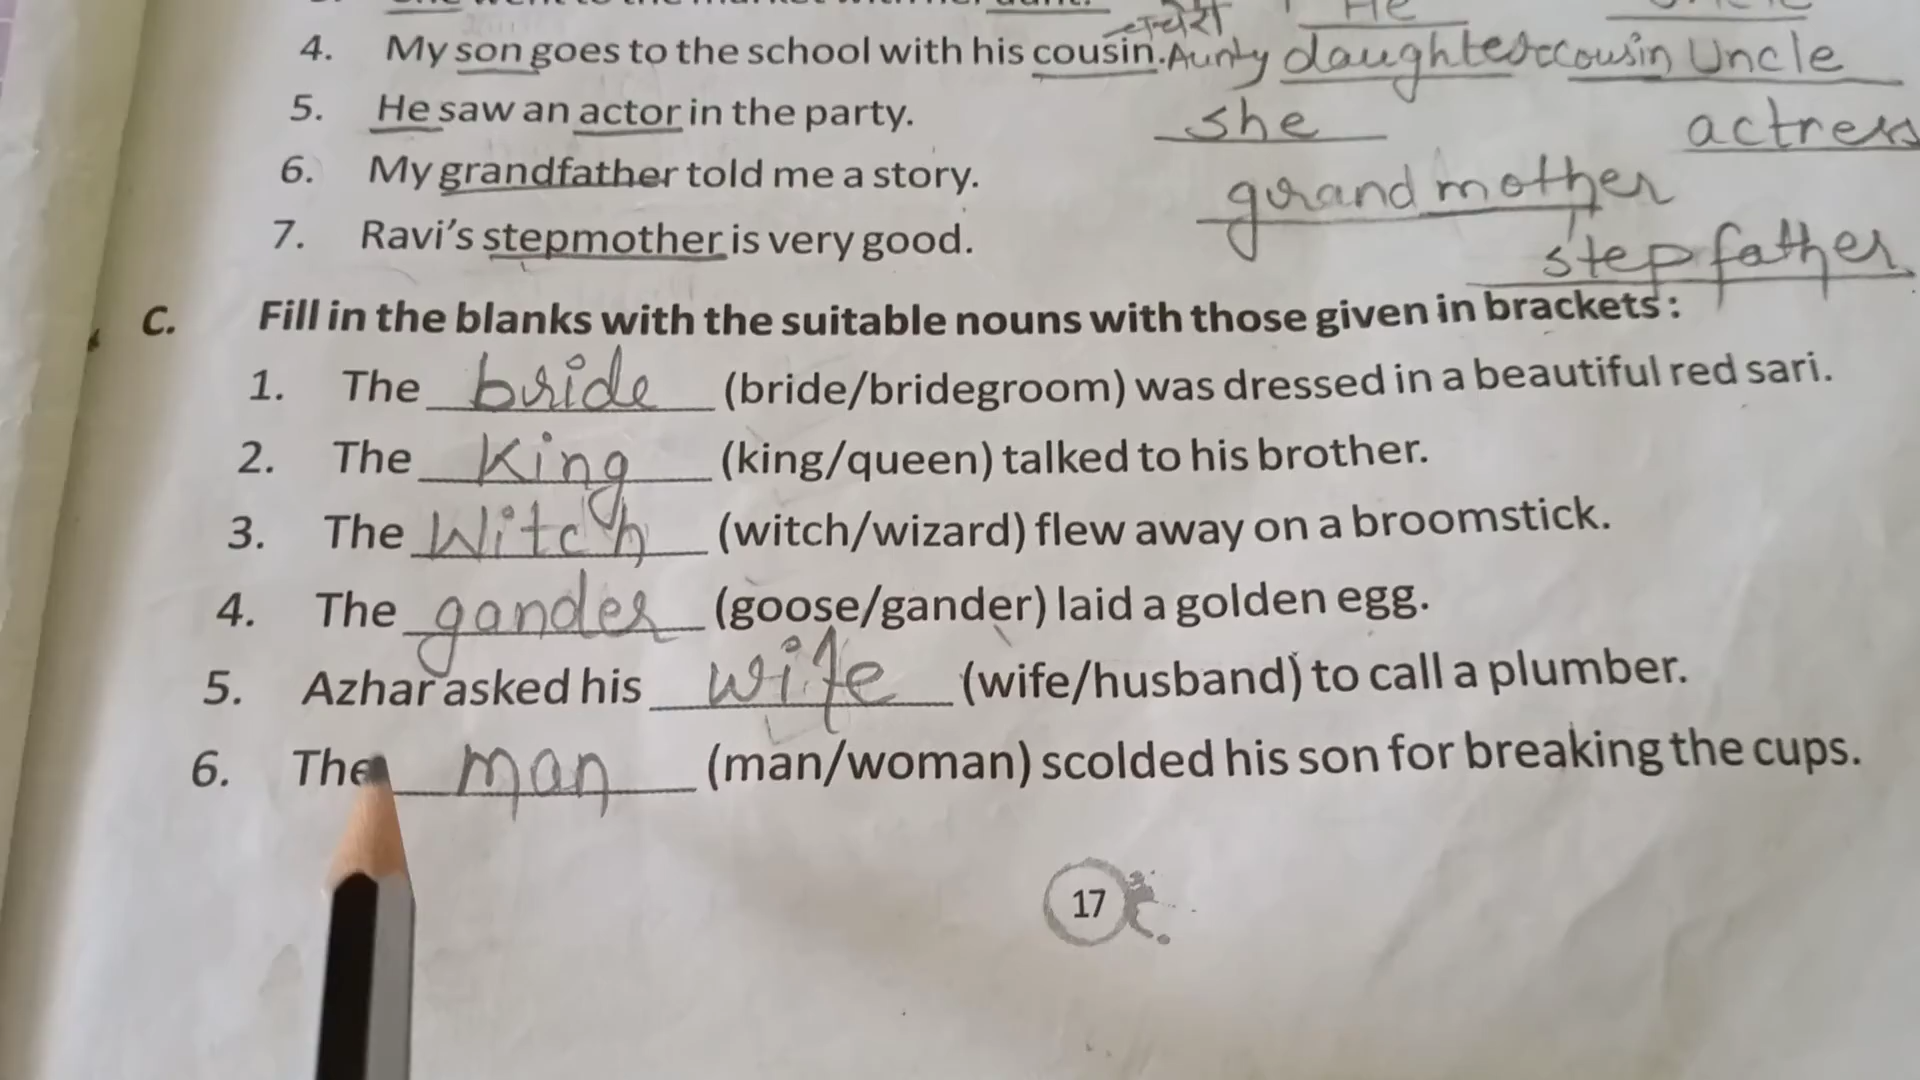 4. My son goes to the school with his cousin. Aunty daughter cousin Uncle
5. He saw an actor in the party. she actress
6. My grandfather told me a story. grand mother
7. Ravi's stepmother is very good. step father
C. Fill in the blanks with the suitable nouns with those given in brackets:
1. The bride (bride/bridegroom) was dressed in a beautiful red sari.
2. The King (king/queen) talked to his brother.
3. The Witch (witch/wizard) flew away on a broomstick.
4. The gander (goose/gander) laid a golden egg.
5. Azhar asked his wife (wife/husband) to call a plumber.
6. The man (man/woman) scolded his son for breaking the cups.
17